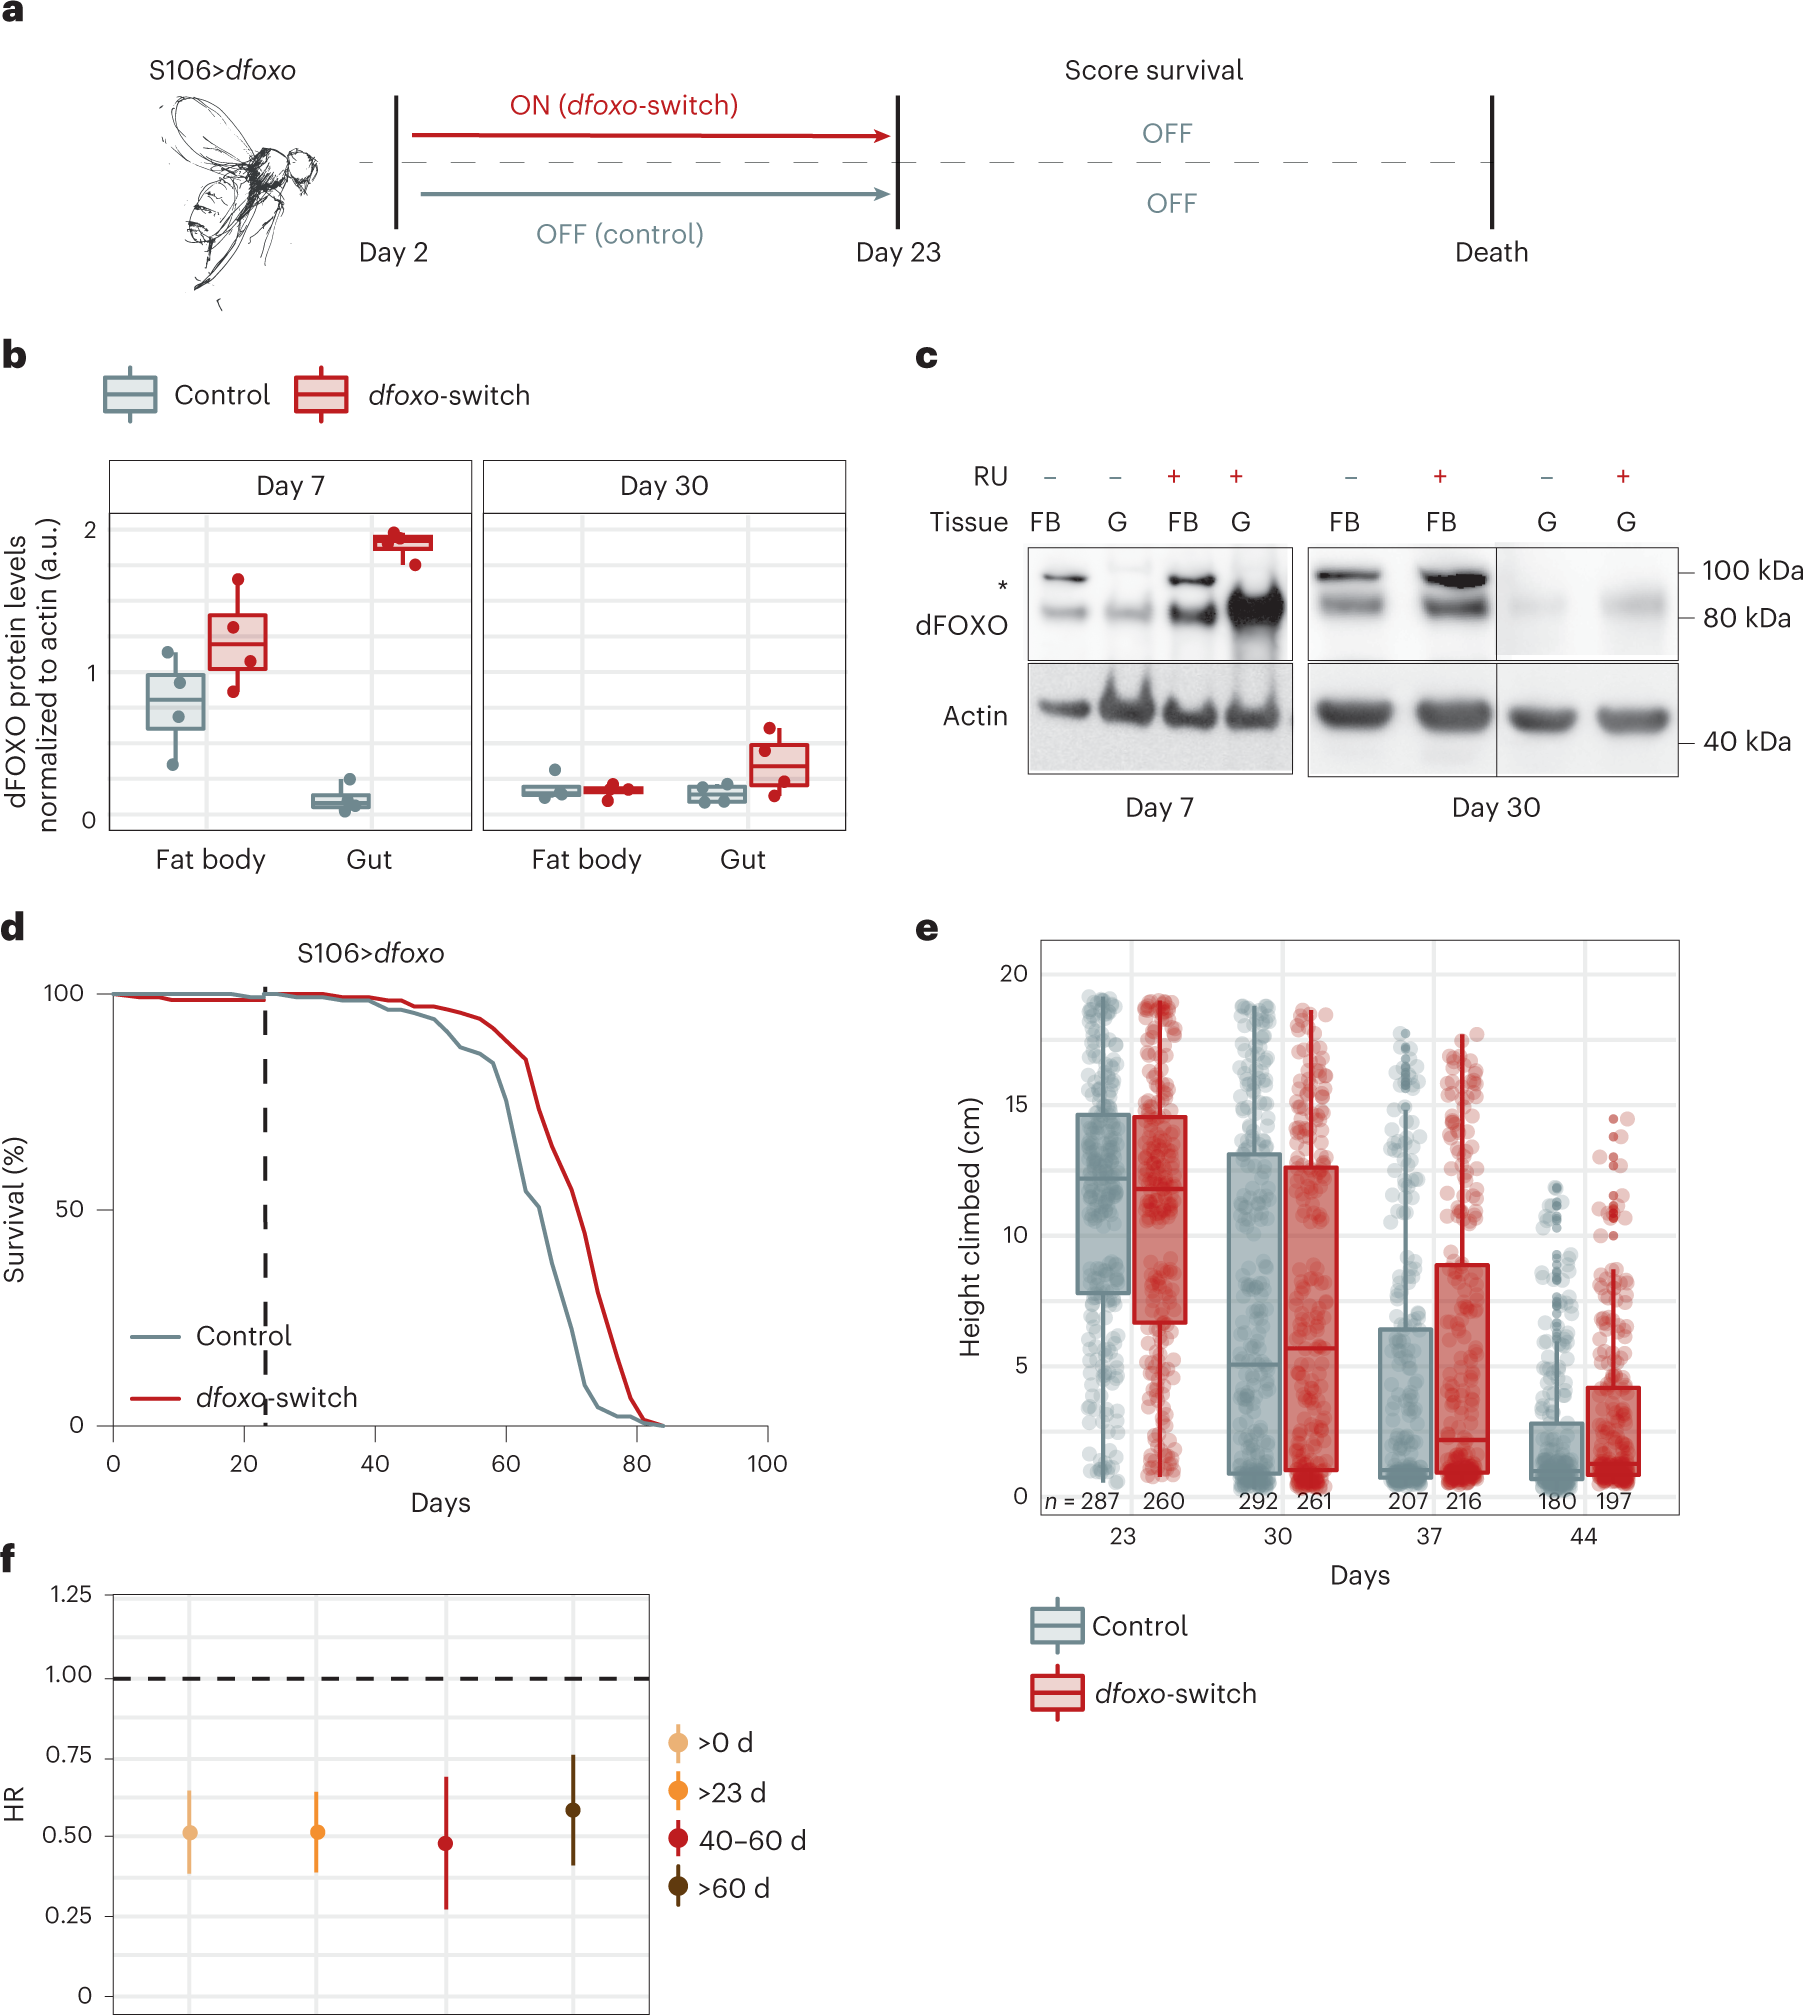 a
S106>dfoxo
Score survival
ON (dfoxo-switch)
OFF
OFF
OFF (control)
Day 2
Day 23
Death
b
Control
dfoxo-switch
Day 7
Day 30
dFOXO protein levels
normalized to actin (a.u.)
2
1
0
Fat body
Gut
Fat body
Gut
c
RU
– – + + – + – +
Tissue
FB G FB G FB FB G G
*
dFOXO
Actin
100 kDa
80 kDa
40 kDa
Day 7
Day 30
d
S106>dfoxo
Survival (%)
100
50
0
Control
dfoxo-switch
0 20 40 60 80 100
Days
e
Height climbed (cm)
20
15
10
5
0
n = 287 260 292 261 207 216 180 197
23 30 37 44
Days
Control
dfoxo-switch
f
HR
1.25
1.00
0.75
0.50
0.25
0
>0 d
>23 d
40–60 d
>60 d